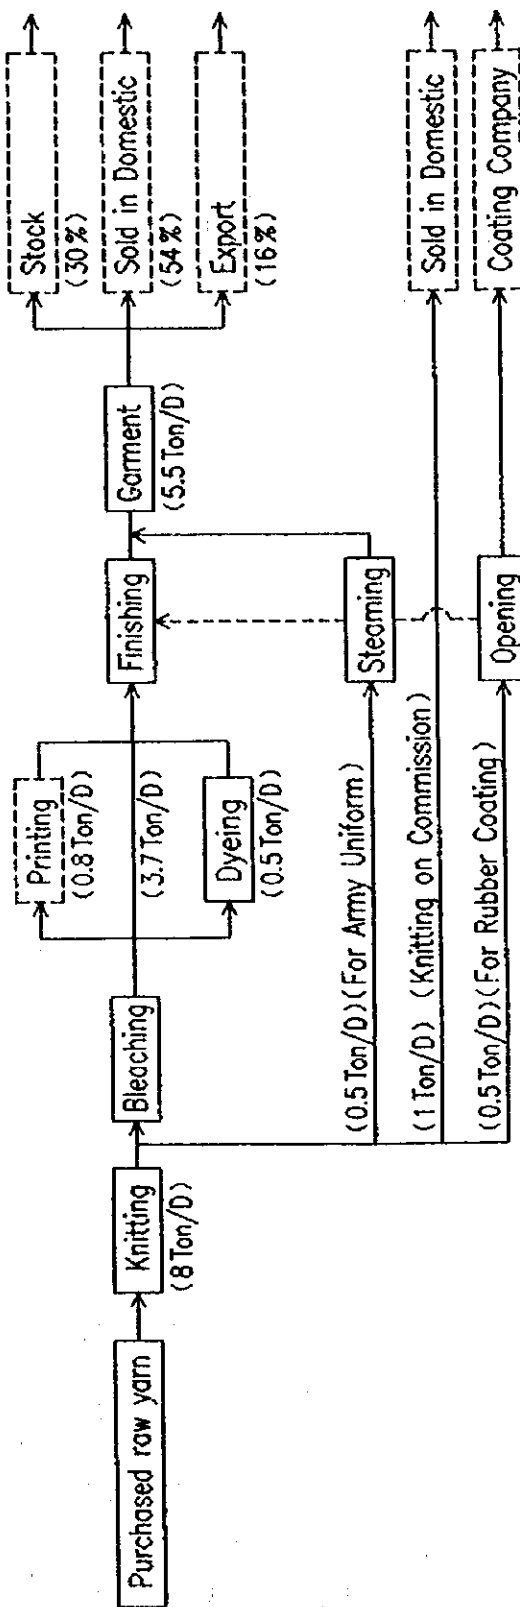 Purchased raw yarn
Knitting
(8 Ton/D)
Bleaching
Printing
(0.8 Ton/D)
(3.7 Ton/D)
Dyeing
(0.5 Ton/D)
Finishing
Garment
(5.5 Ton/D)
Stock
(30%)
Sold in Domestic
(54%)
Export
(16%)
(0.5 Ton/D) (For Army Uniform)
Steaming
(1 Ton/D) (Knitting on Commission)
Sold in Domestic
(0.5 Ton/D) (For Rubber Coating)
Opening
Coating Company